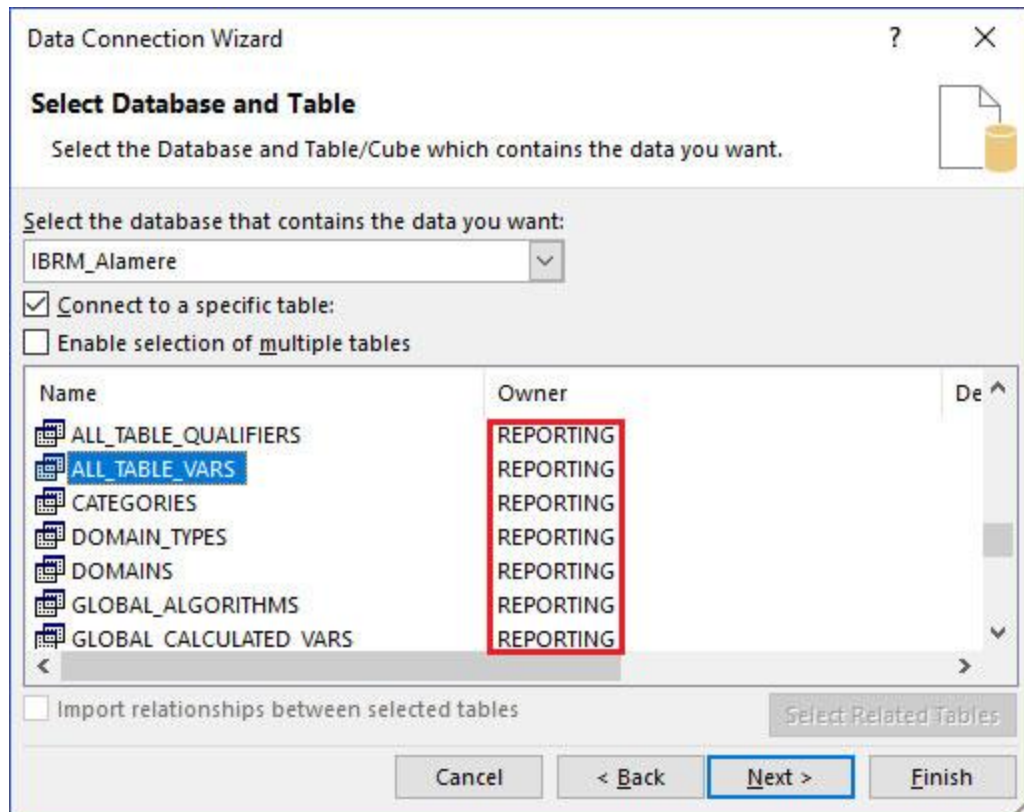 Data Connection Wizard ? X
Select Database and Table
Select the Database and Table/Cube which contains the data you want.
Select the database that contains the data you want:
IBRM_Alamere
Connect to a specific table:
Enable selection of multiple tables
Name Owner De
ALL_TABLE_QUALIFIERS REPORTING
ALL_TABLE_VARS REPORTING
CATEGORIES REPORTING
DOMAIN_TYPES REPORTING
DOMAINS REPORTING
GLOBAL_ALGORITHMS REPORTING
GLOBAL_CALCULATED_VARS REPORTING
Import relationships between selected tables Select Related Tables
Cancel < Back Next > Finish